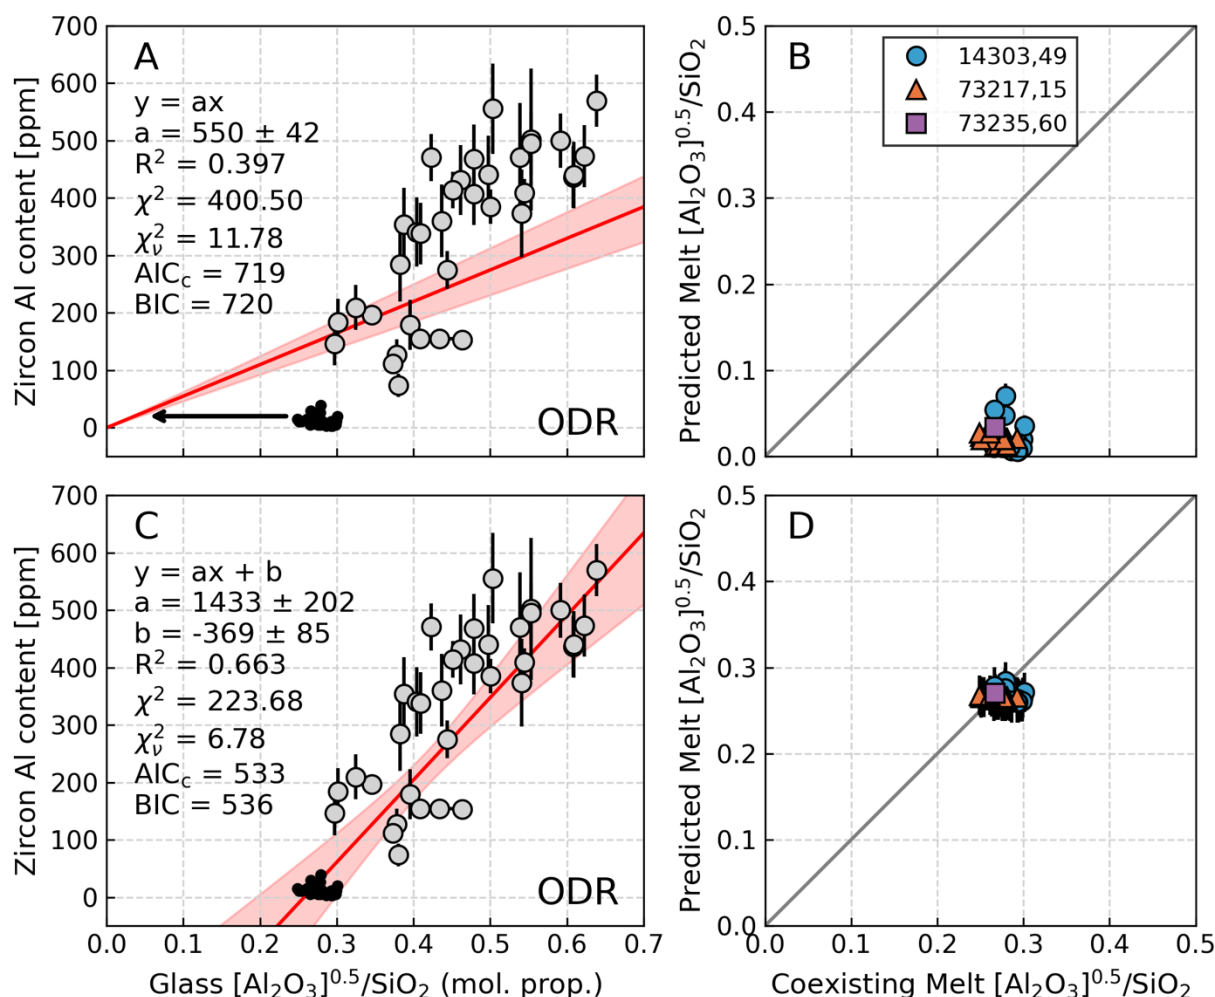 700
600
500
400
300
200
100
0
Zircon Al content [ppm]
A
y = ax
a = 550 ± 42
R² = 0.397
χ² = 400.50
χ²ᵥ = 11.78
AICc = 719
BIC = 720
ODR
0.5
0.4
0.3
0.2
0.1
0.0
Predicted Melt [Al₂O₃]⁰·⁵/SiO₂
B
14303,49
73217,15
73235,60
700
600
500
400
300
200
100
0
Zircon Al content [ppm]
C
y = ax + b
a = 1433 ± 202
b = -369 ± 85
R² = 0.663
χ² = 223.68
χ²ᵥ = 6.78
AICc = 533
BIC = 536
ODR
0.0 0.1 0.2 0.3 0.4 0.5 0.6 0.7
Glass [Al₂O₃]⁰·⁵/SiO₂ (mol. prop.)
0.5
0.4
0.3
0.2
0.1
0.0
Predicted Melt [Al₂O₃]⁰·⁵/SiO₂
D
0.0 0.1 0.2 0.3 0.4 0.5
Coexisting Melt [Al₂O₃]⁰·⁵/SiO₂